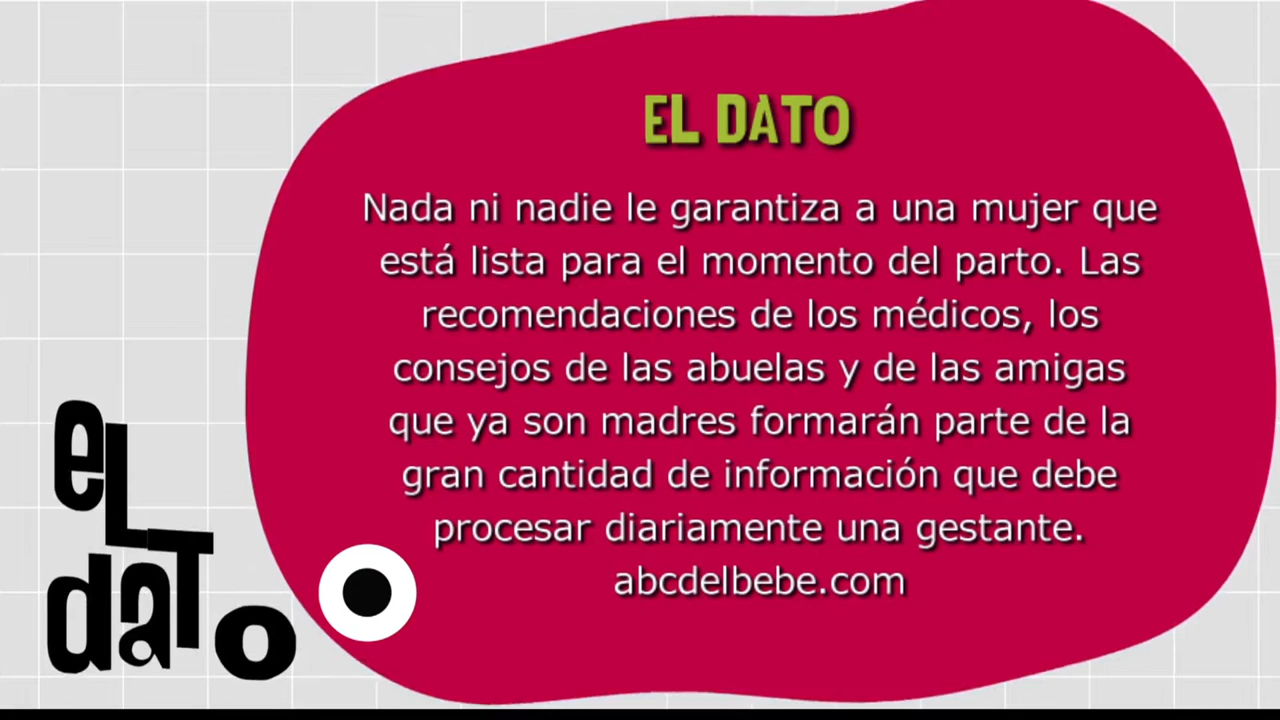 EL DATO
Nada ni nadie le garantiza a una mujer que
está lista para el momento del parto. Las
recomendaciones de los médicos, los
consejos de las abuelas y de las amigas
que ya son madres formarán parte de la
gran cantidad de información que debe
procesar diariamente una gestante.
abcdelbebe.com
eL
daTo